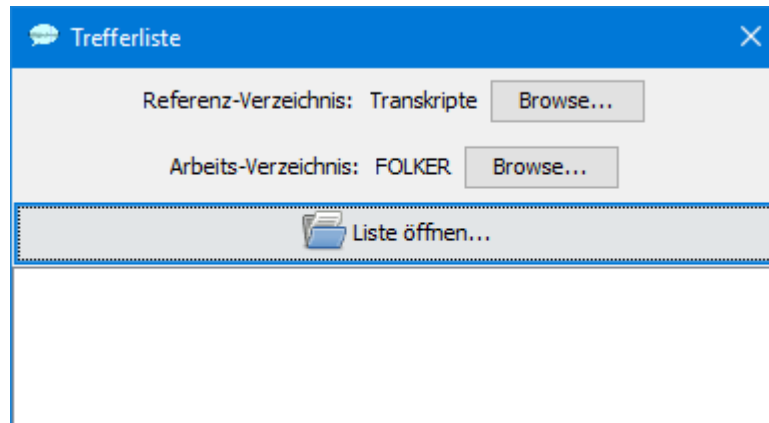 Trefferliste
Referenz-Verzeichnis: Transkripte Browse...
Arbeits-Verzeichnis: FOLKER Browse...
Liste öffnen...